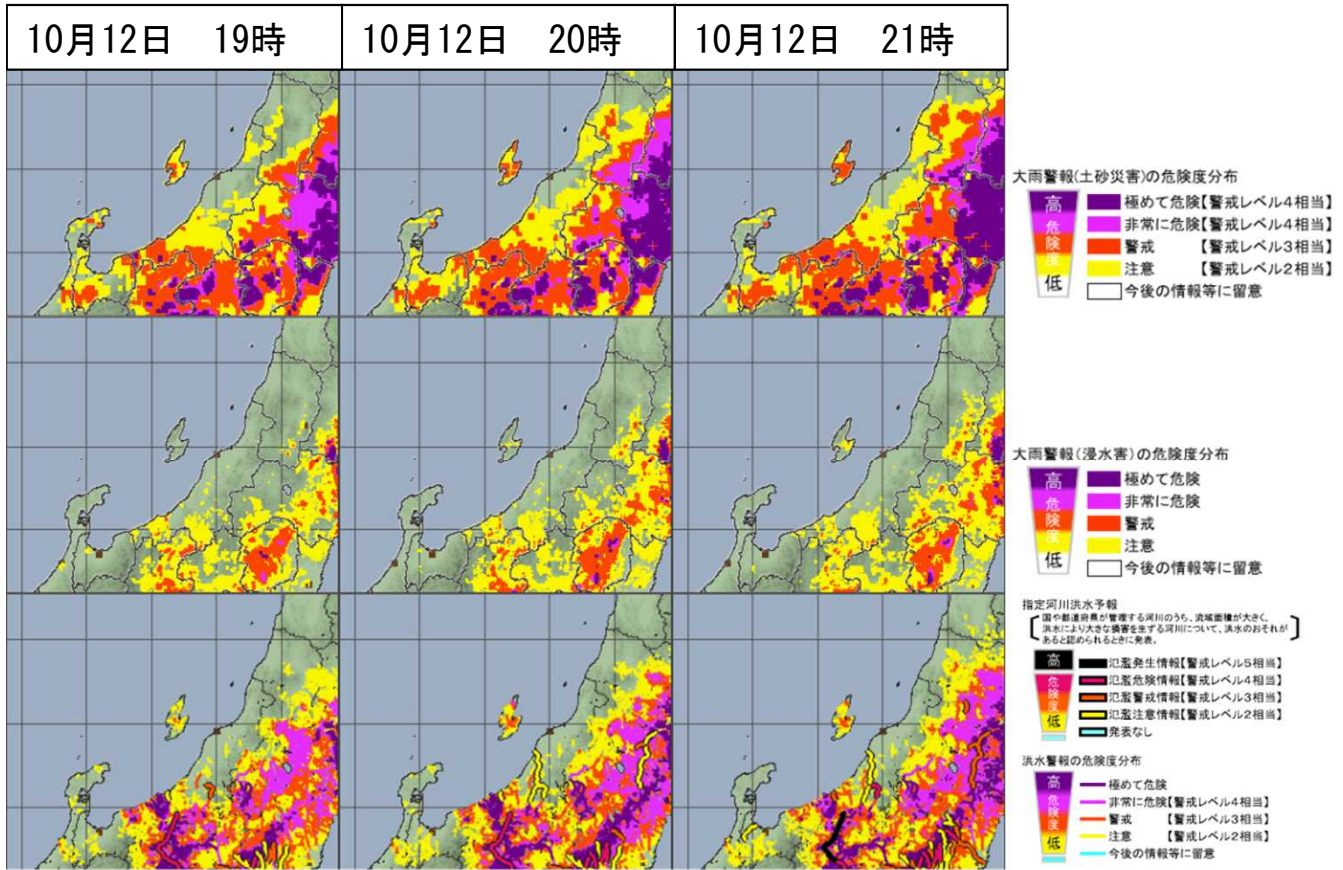 10月12日 19時
10月12日 20時
10月12日 21時
大雨警報(土砂災害)の危険度分布
高
危険度
低
極めて危険【警戒レベル4相当】
非常に危険【警戒レベル4相当】
警戒 【警戒レベル3相当】
注意 【警戒レベル2相当】
今後の情報等に留意
大雨警報(浸水害)の危険度分布
高
危険度
低
極めて危険
非常に危険
警戒
注意
今後の情報等に留意
指定河川洪水予報
国や都道府県が管理する河川のうち、流域面積が大きく、
洪水により大きな損害を生ずる河川について、洪水のおそれが
あると認められるときに発表。
高
危険度
低
氾濫発生情報【警戒レベル5相当】
氾濫危険情報【警戒レベル4相当】
氾濫警戒情報【警戒レベル3相当】
氾濫注意情報【警戒レベル2相当】
発表なし
洪水警報の危険度分布
高
危険度
低
極めて危険
非常に危険【警戒レベル4相当】
警戒 【警戒レベル3相当】
注意 【警戒レベル2相当】
今後の情報等に留意